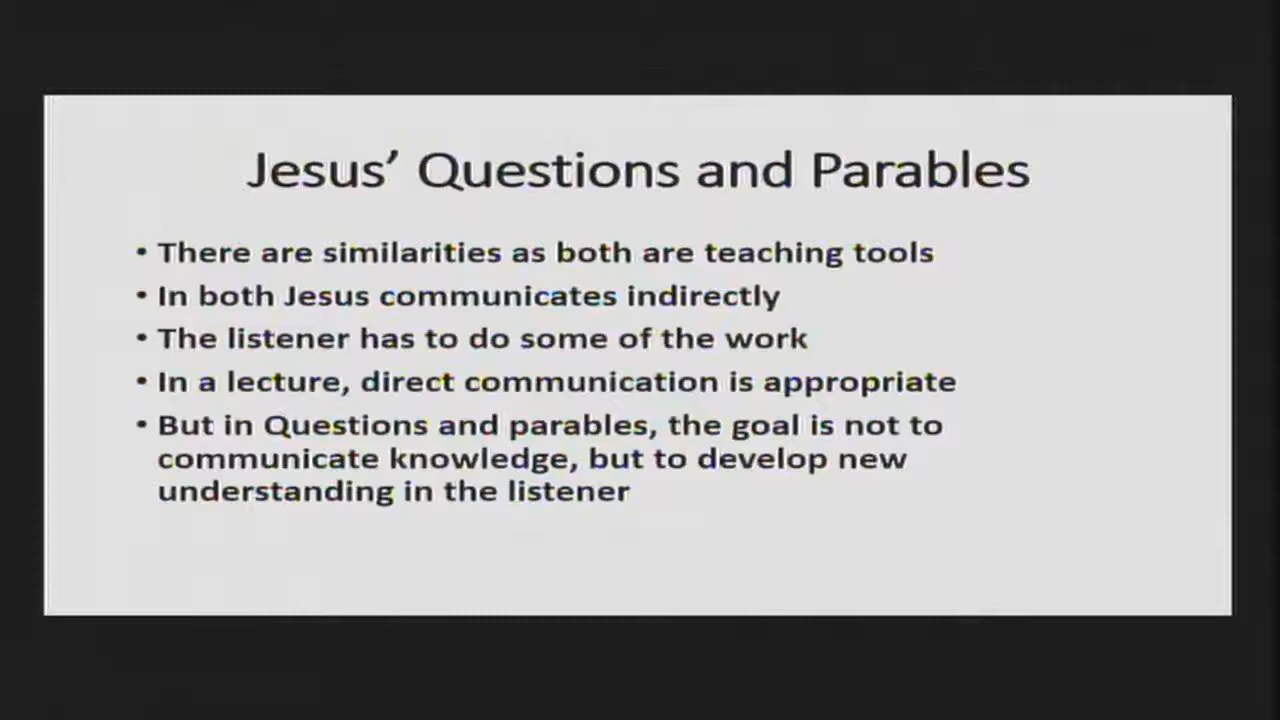 Jesus’ Questions and Parables
• There are similarities as both are teaching tools
• In both Jesus communicates indirectly
• The listener has to do some of the work
• In a lecture, direct communication is appropriate
• But in Questions and parables, the goal is not to
communicate knowledge, but to develop new
understanding in the listener